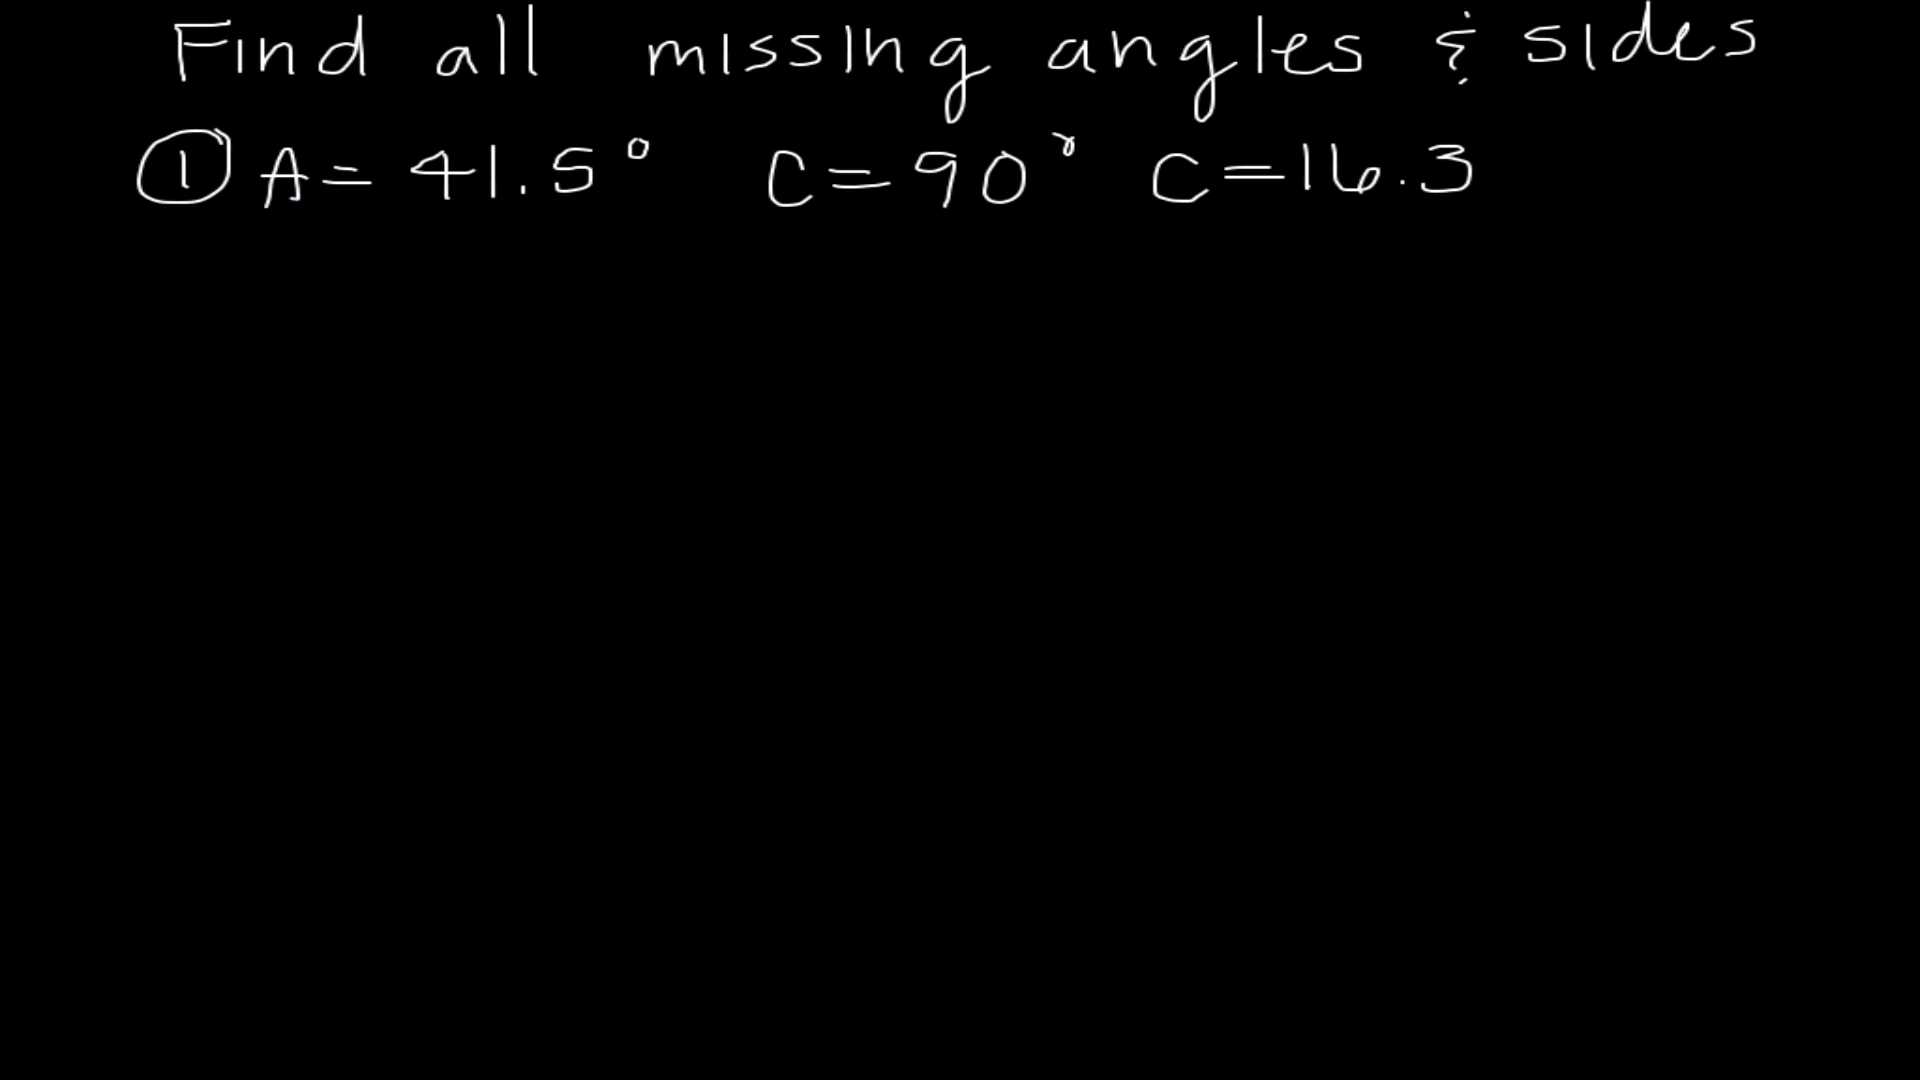 Find all missing angles & sides
① A = 41.5° C = 90° c = 16.3